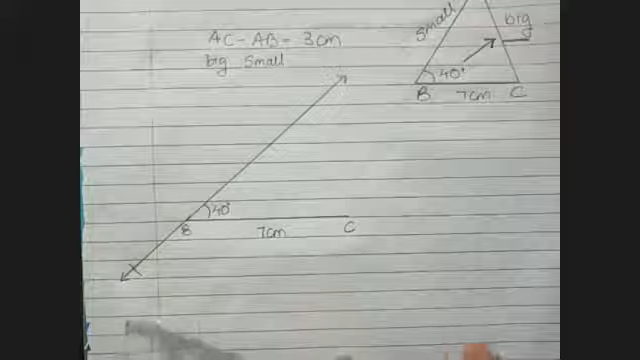 AC - AB = 3cm
big small
small
big
40°
B 7cm C
40°
B 7cm C